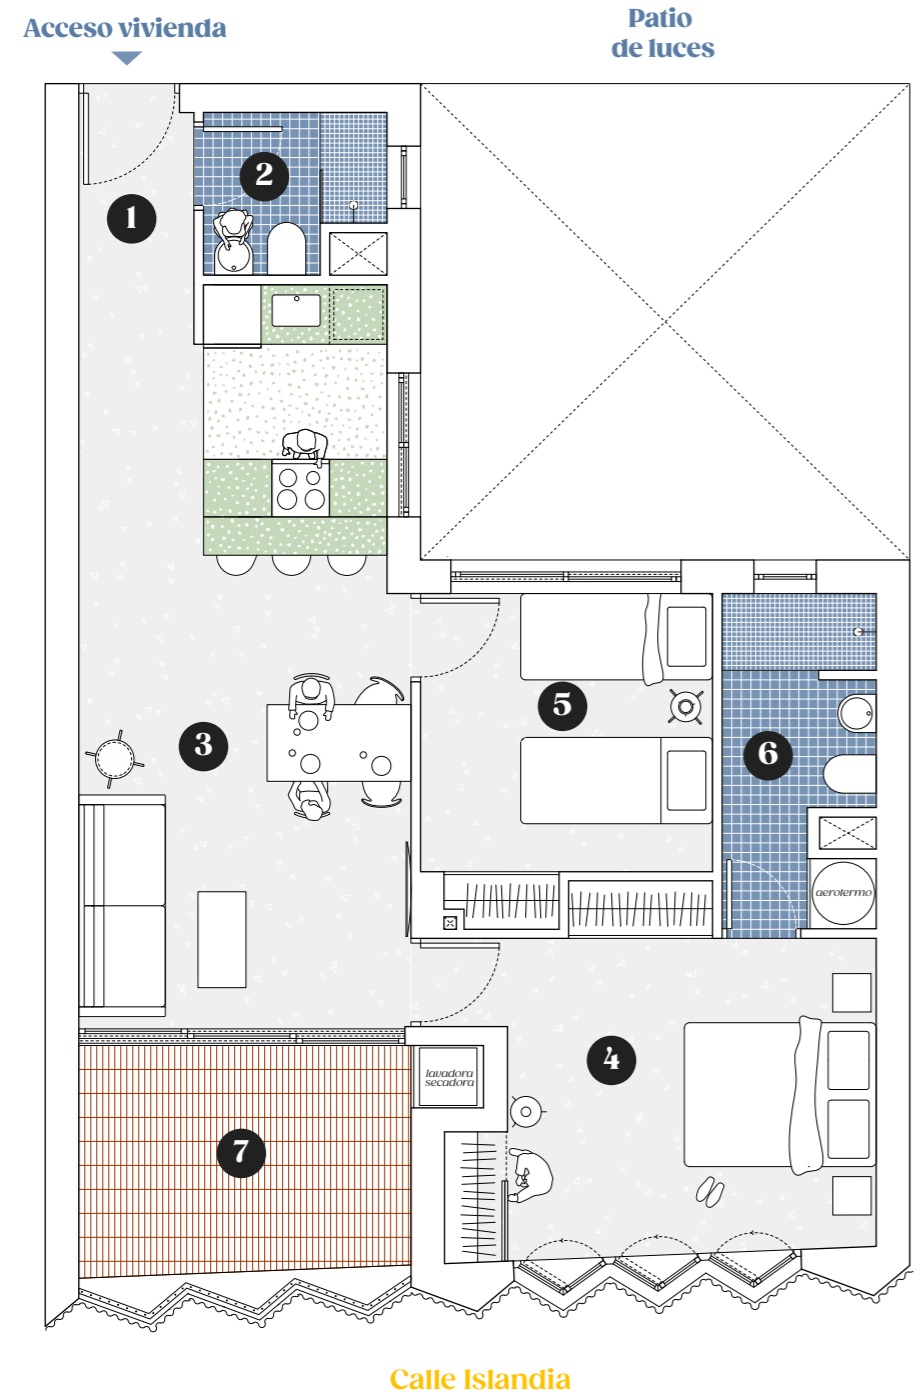 Acceso vivienda
Patio
de luces
1
2
3
4
5
6
7
aerotermo
lavadora
secadora
Calle Islandia